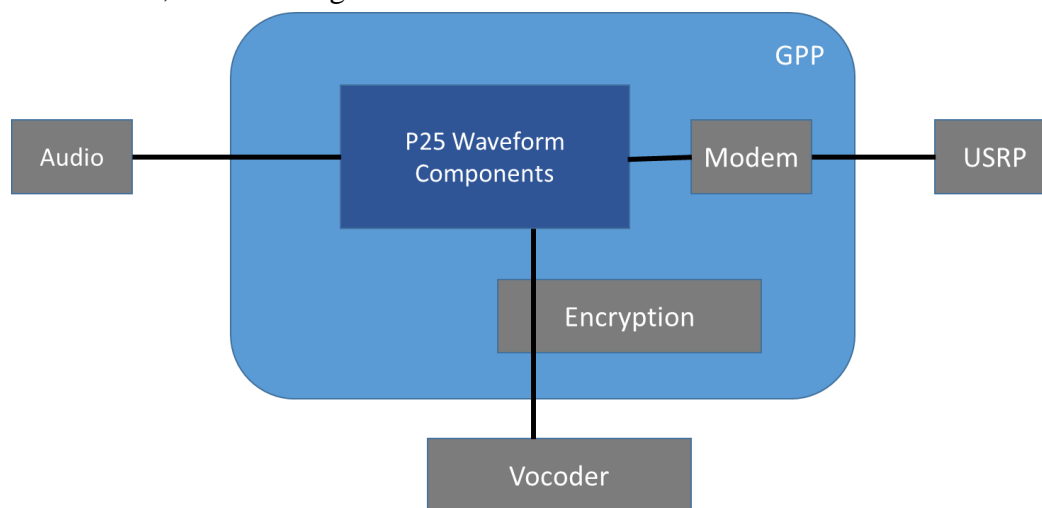 GPP
P25 Waveform
Components
Audio
Modem
USRP
Encryption
Vocoder